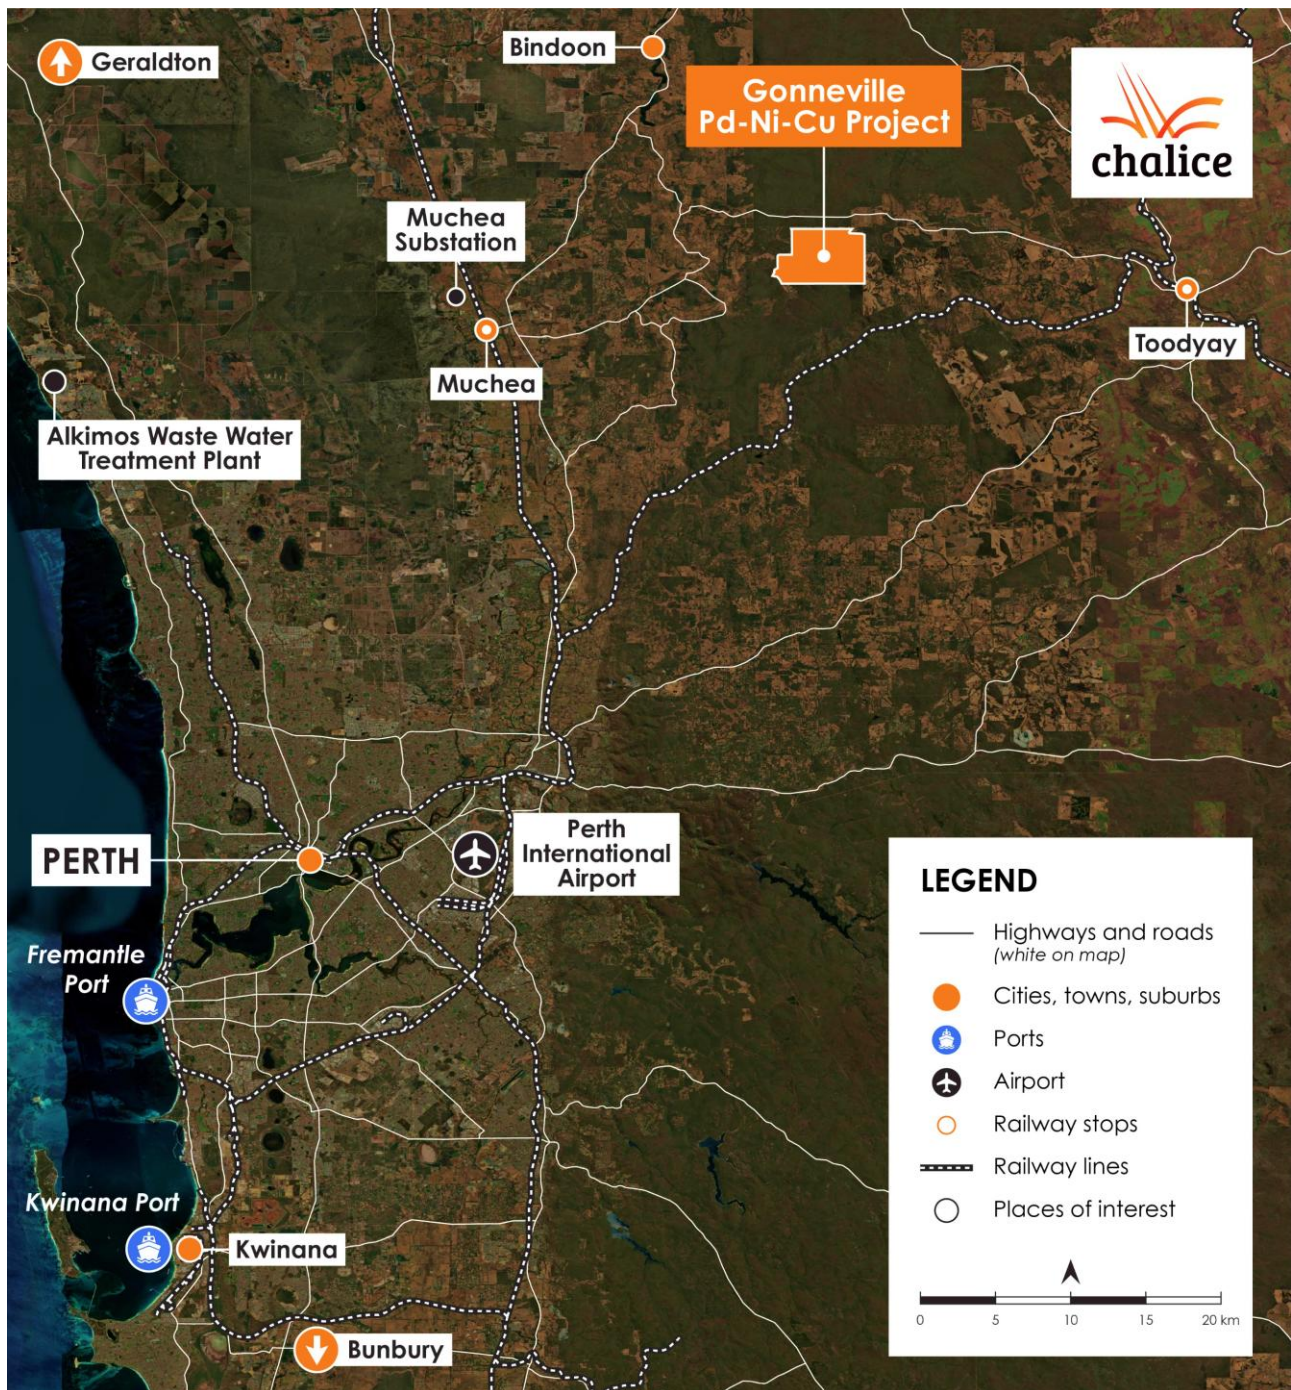 Geraldton
Bindoon
Gonneville
Pd-Ni-Cu Project
chalice
Muchea
Substation
Muchea
Toodyay
Alkimos Waste Water
Treatment Plant
PERTH
Perth
International
Airport
Fremantle
Port
Kwinana Port
Kwinana
Bunbury
LEGEND
Highways and roads
(white on map)
Cities, towns, suburbs
Ports
Airport
Railway stops
Railway lines
Places of interest
0 5 10 15 20 km